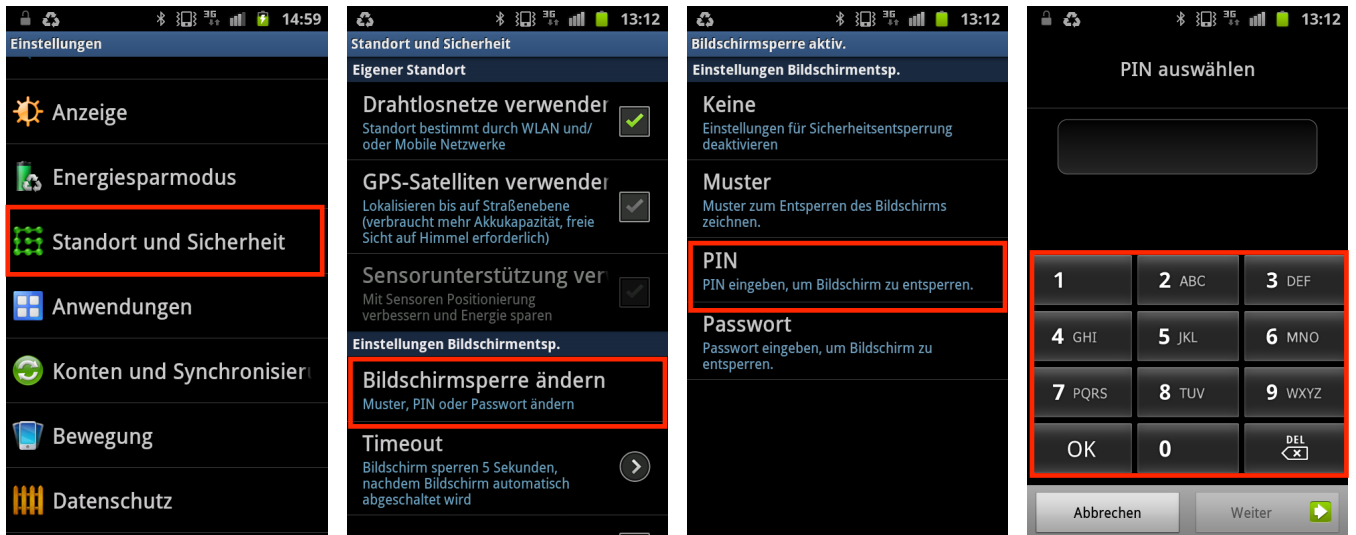 3G 14:59
Einstellungen
Anzeige
Energiesparmodus
Standort und Sicherheit
Anwendungen
Konten und Synchronisieru
Bewegung
Datenschutz
3G 13:12
Standort und Sicherheit
Eigener Standort
Drahtlosnetze verwender
Standort bestimmt durch WLAN und/
oder Mobile Netzwerke
GPS-Satelliten verwender
Lokalisieren bis auf Straßenebene
(verbraucht mehr Akkukapazität, freie
Sicht auf Himmel erforderlich)
Sensorunterstützung ver
Mit Sensoren Positionierung
verbessern und Energie sparen
Einstellungen Bildschirmentsp.
Bildschirmsperre ändern
Muster, PIN oder Passwort ändern
Timeout
Bildschirm sperren 5 Sekunden,
nachdem Bildschirm automatisch
abgeschaltet wird
3G 13:12
Bildschirmsperre aktiv.
Einstellungen Bildschirmentsp.
Keine
Einstellungen für Sicherheitsentsperrung
deaktivieren
Muster
Muster zum Entsperren des Bildschirms
zeichnen.
PIN
PIN eingeben, um Bildschirm zu entsperren.
Passwort
Passwort eingeben, um Bildschirm zu
entsperren.
3G 13:12
PIN auswählen
1 2 ABC 3 DEF
4 GHI 5 JKL 6 MNO
7 PQRS 8 TUV 9 WXYZ
OK 0 DEL
Abbrechen Weiter